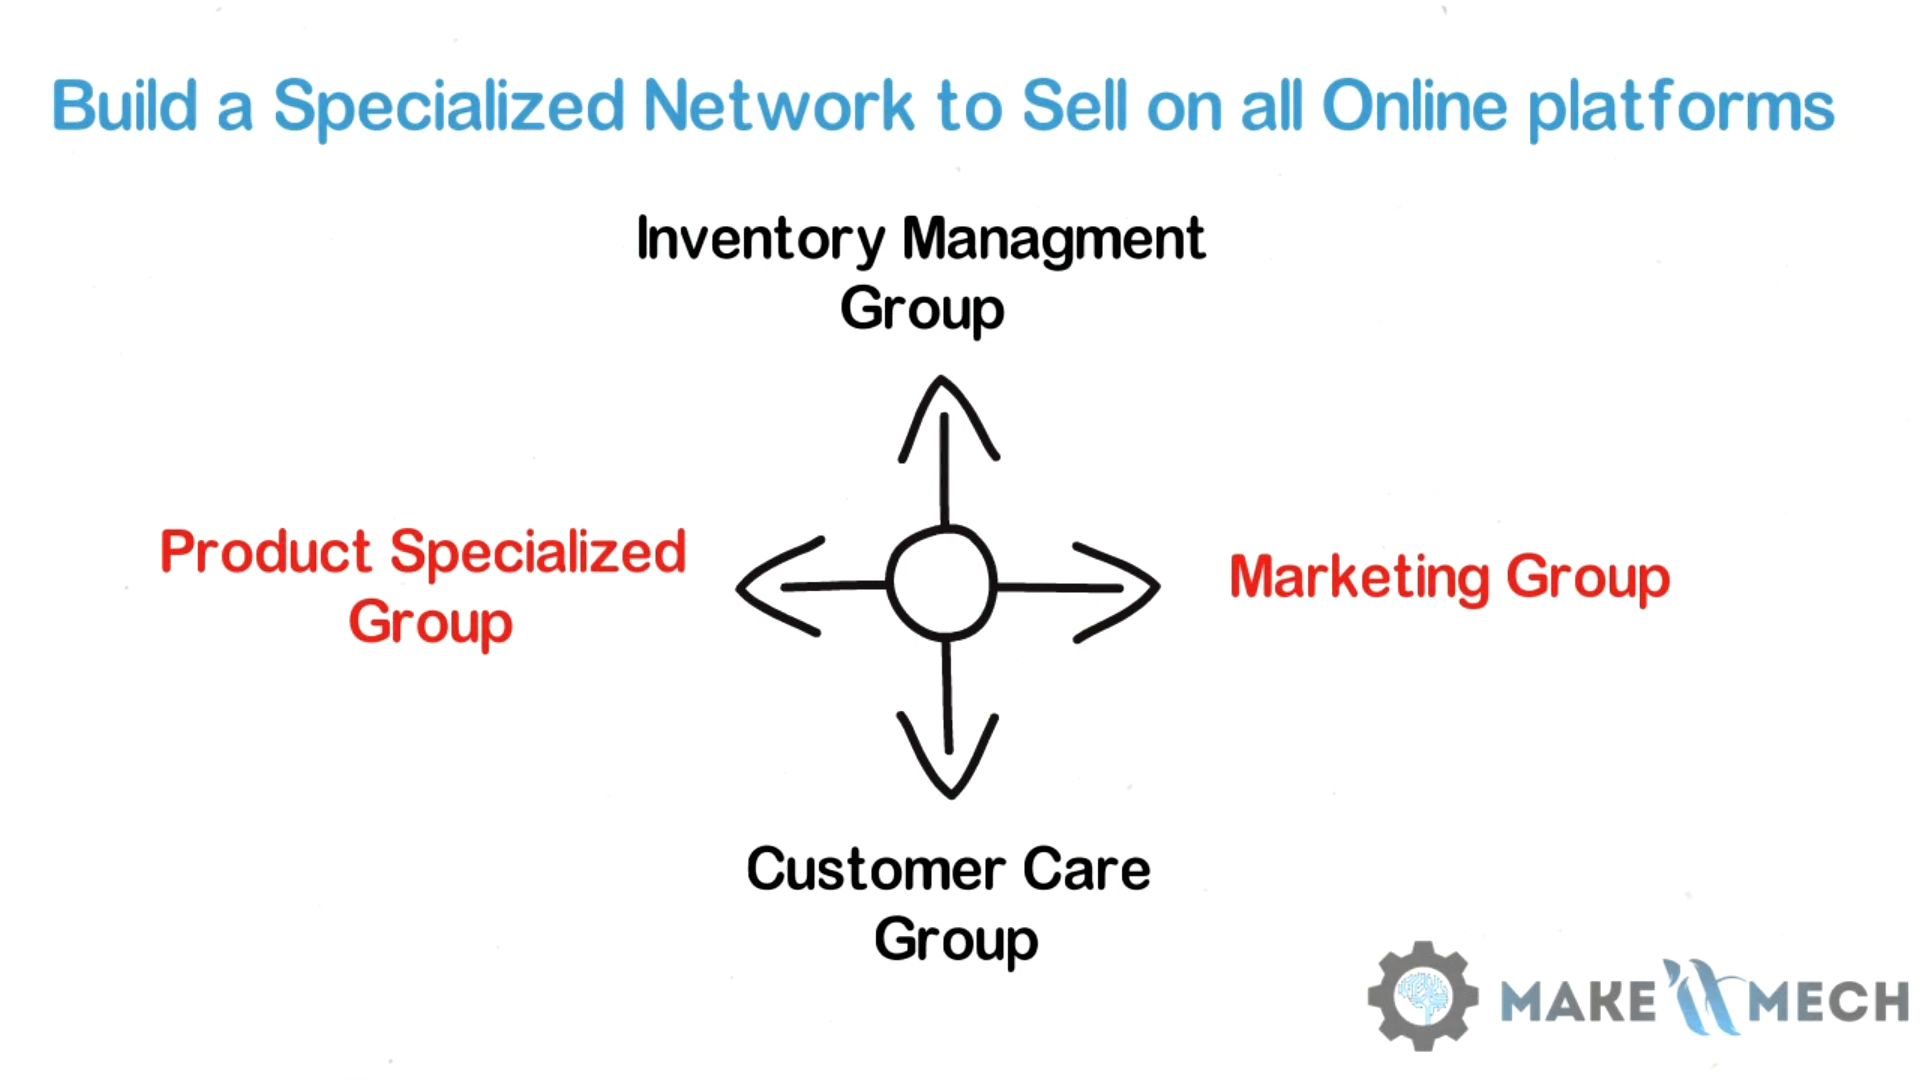 Build a Specialized Network to Sell on all Online platforms
Inventory Managment
Group
Product Specialized
Group
Marketing Group
Customer Care
Group
MAKE 'N MECH